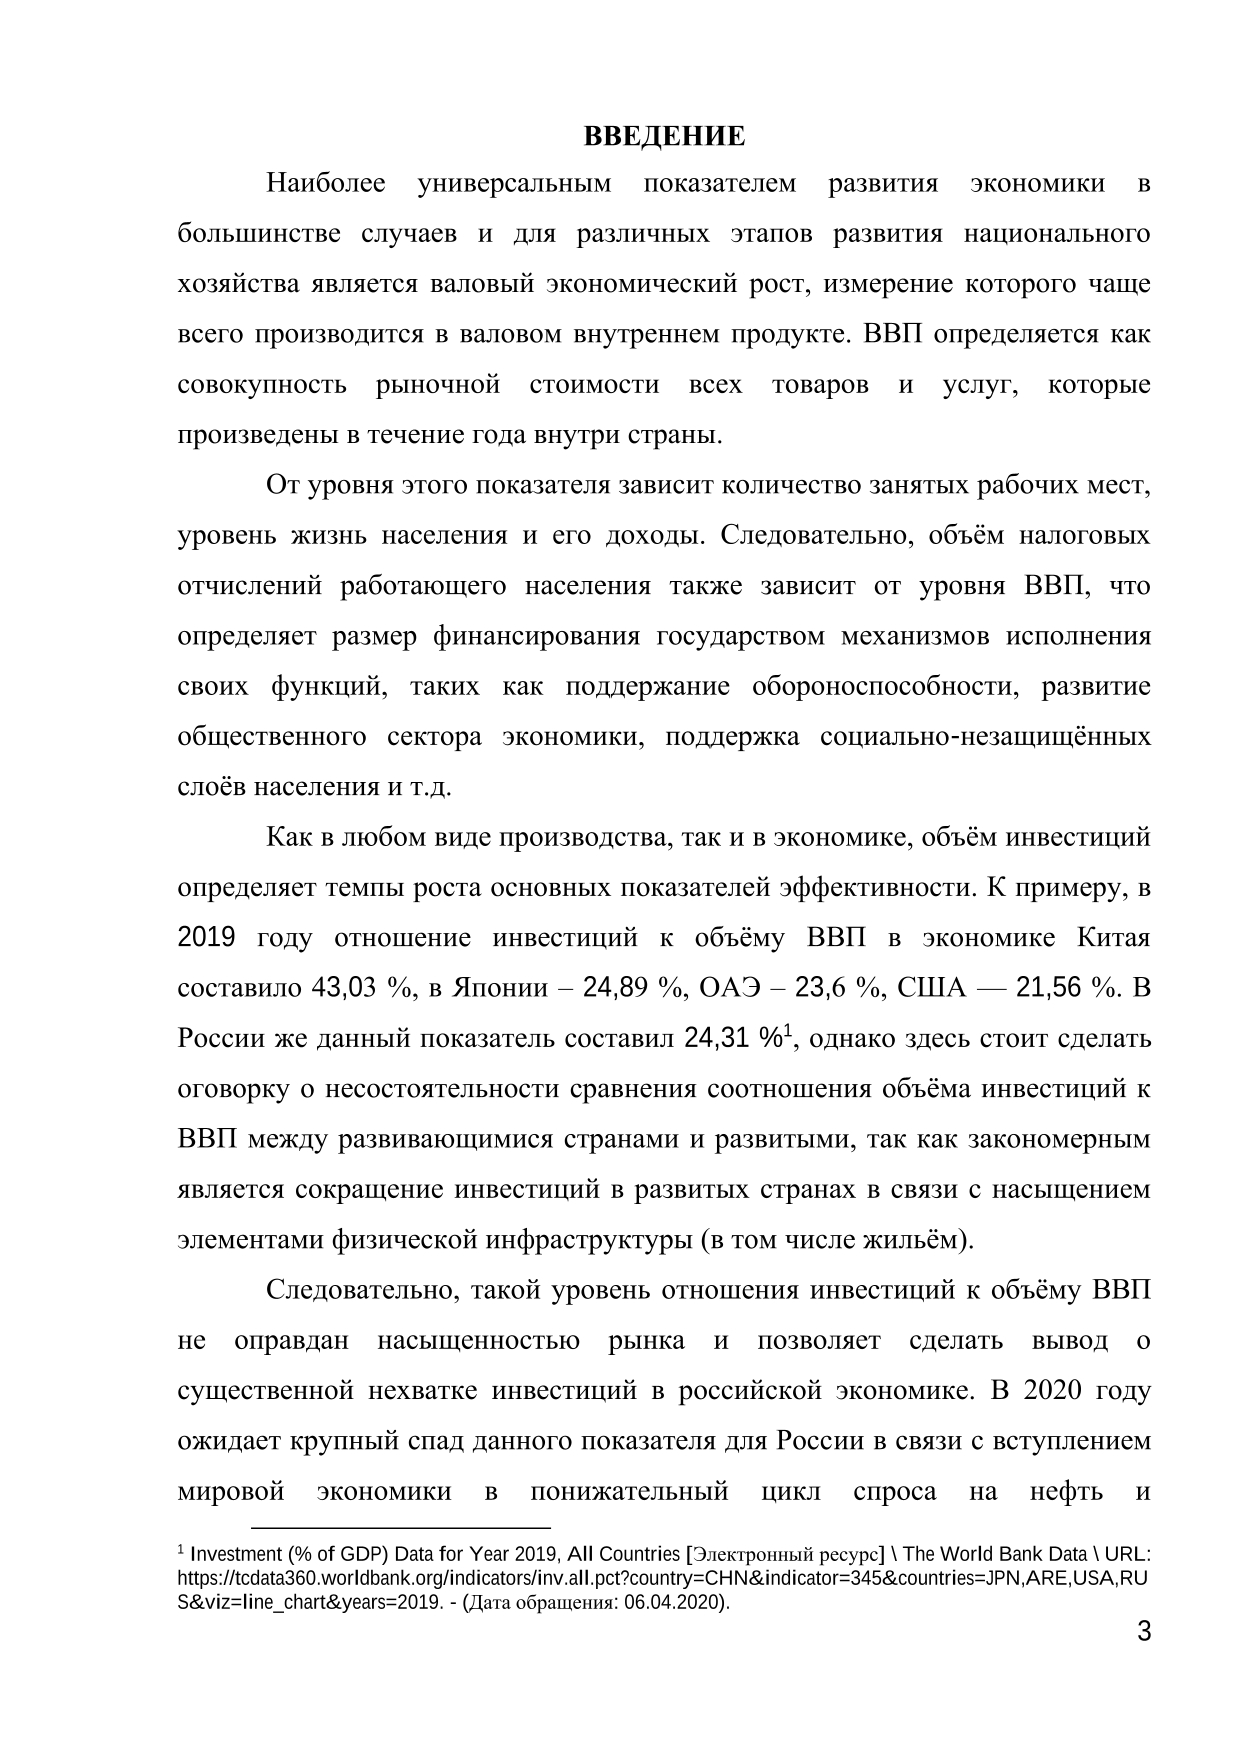 ВВЕДЕНИЕ
Наиболее универсальным показателем развития экономики в
большинстве случаев и для различных этапов развития национального
хозяйства является валовый экономический рост, измерение которого чаще
всего производится в валовом внутреннем продукте. ВВП определяется как
совокупность рыночной стоимости всех товаров и услуг, которые
произведены в течение года внутри страны.
От уровня этого показателя зависит количество занятых рабочих мест,
уровень жизнь населения и его доходы. Следовательно, объём налоговых
отчислений работающего населения также зависит от уровня ВВП, что
определяет размер финансирования государством механизмов исполнения
своих функций, таких как поддержание обороноспособности, развитие
общественного сектора экономики, поддержка социально-незащищённых
слоёв населения и т.д.
Как в любом виде производства, так и в экономике, объём инвестиций
определяет темпы роста основных показателей эффективности. К примеру, в
2019 году отношение инвестиций к объёму ВВП в экономике Китая
составило 43,03 %, в Японии – 24,89 %, ОАЭ – 23,6 %, США — 21,56 %. В
России же данный показатель составил 24,31 %1, однако здесь стоит сделать
оговорку о несостоятельности сравнения соотношения объёма инвестиций к
ВВП между развивающимися странами и развитыми, так как закономерным
является сокращение инвестиций в развитых странах в связи с насыщением
элементами физической инфраструктуры (в том числе жильём).
Следовательно, такой уровень отношения инвестиций к объёму ВВП
не оправдан насыщенностью рынка и позволяет сделать вывод о
существенной нехватке инвестиций в российской экономике. В 2020 году
ожидает крупный спад данного показателя для России в связи с вступлением
мировой экономики в понижательный цикл спроса на нефть и
1 Investment (% of GDP) Data for Year 2019, All Countries [Электронный ресурс] \ The World Bank Data \ URL:
https://tcdata360.worldbank.org/indicators/inv.all.pct?country=CHN&indicator=345&countries=JPN,ARE,USA,RU
S&viz=line_chart&years=2019. - (Дата обращения: 06.04.2020).
3